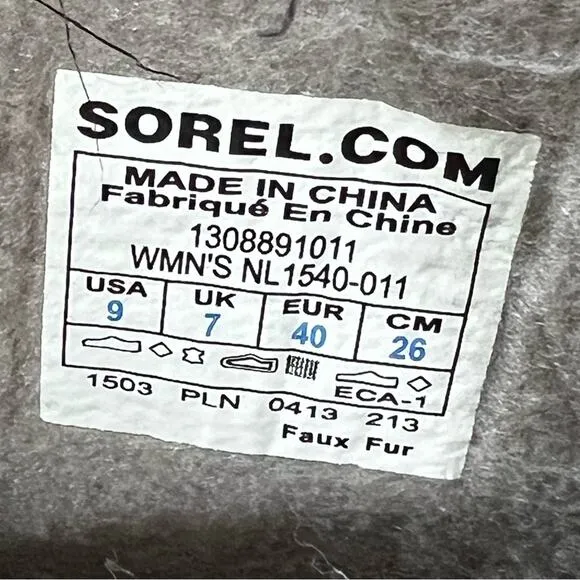 SOREL.COM
MADE IN CHINA
Fabriqué En Chine
1308891011
WMN'S NL1540-011
USA UK EUR CM
9 7 40 26
ECA-1
1503 PLN 0413 213
Faux Fur